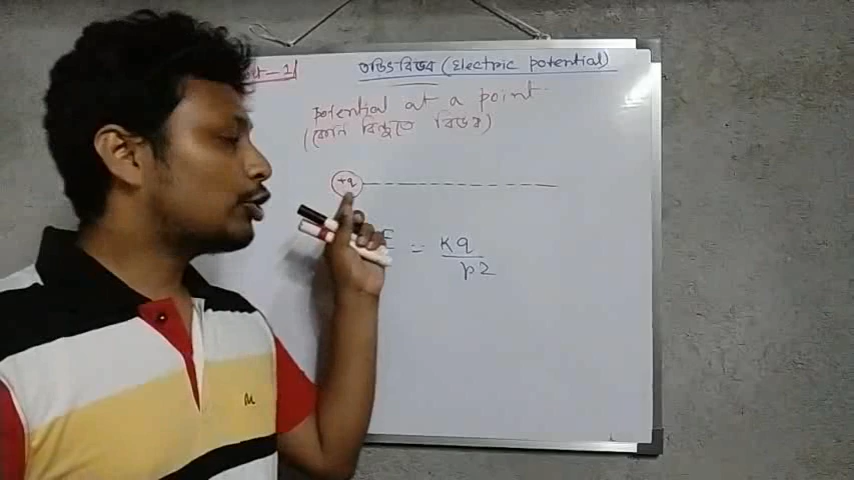 তড়িৎ-বিভব (Electric potential)
potential at a point.
(কোন বিন্দুতে বিভব)
+q
E = Kq
r2
M